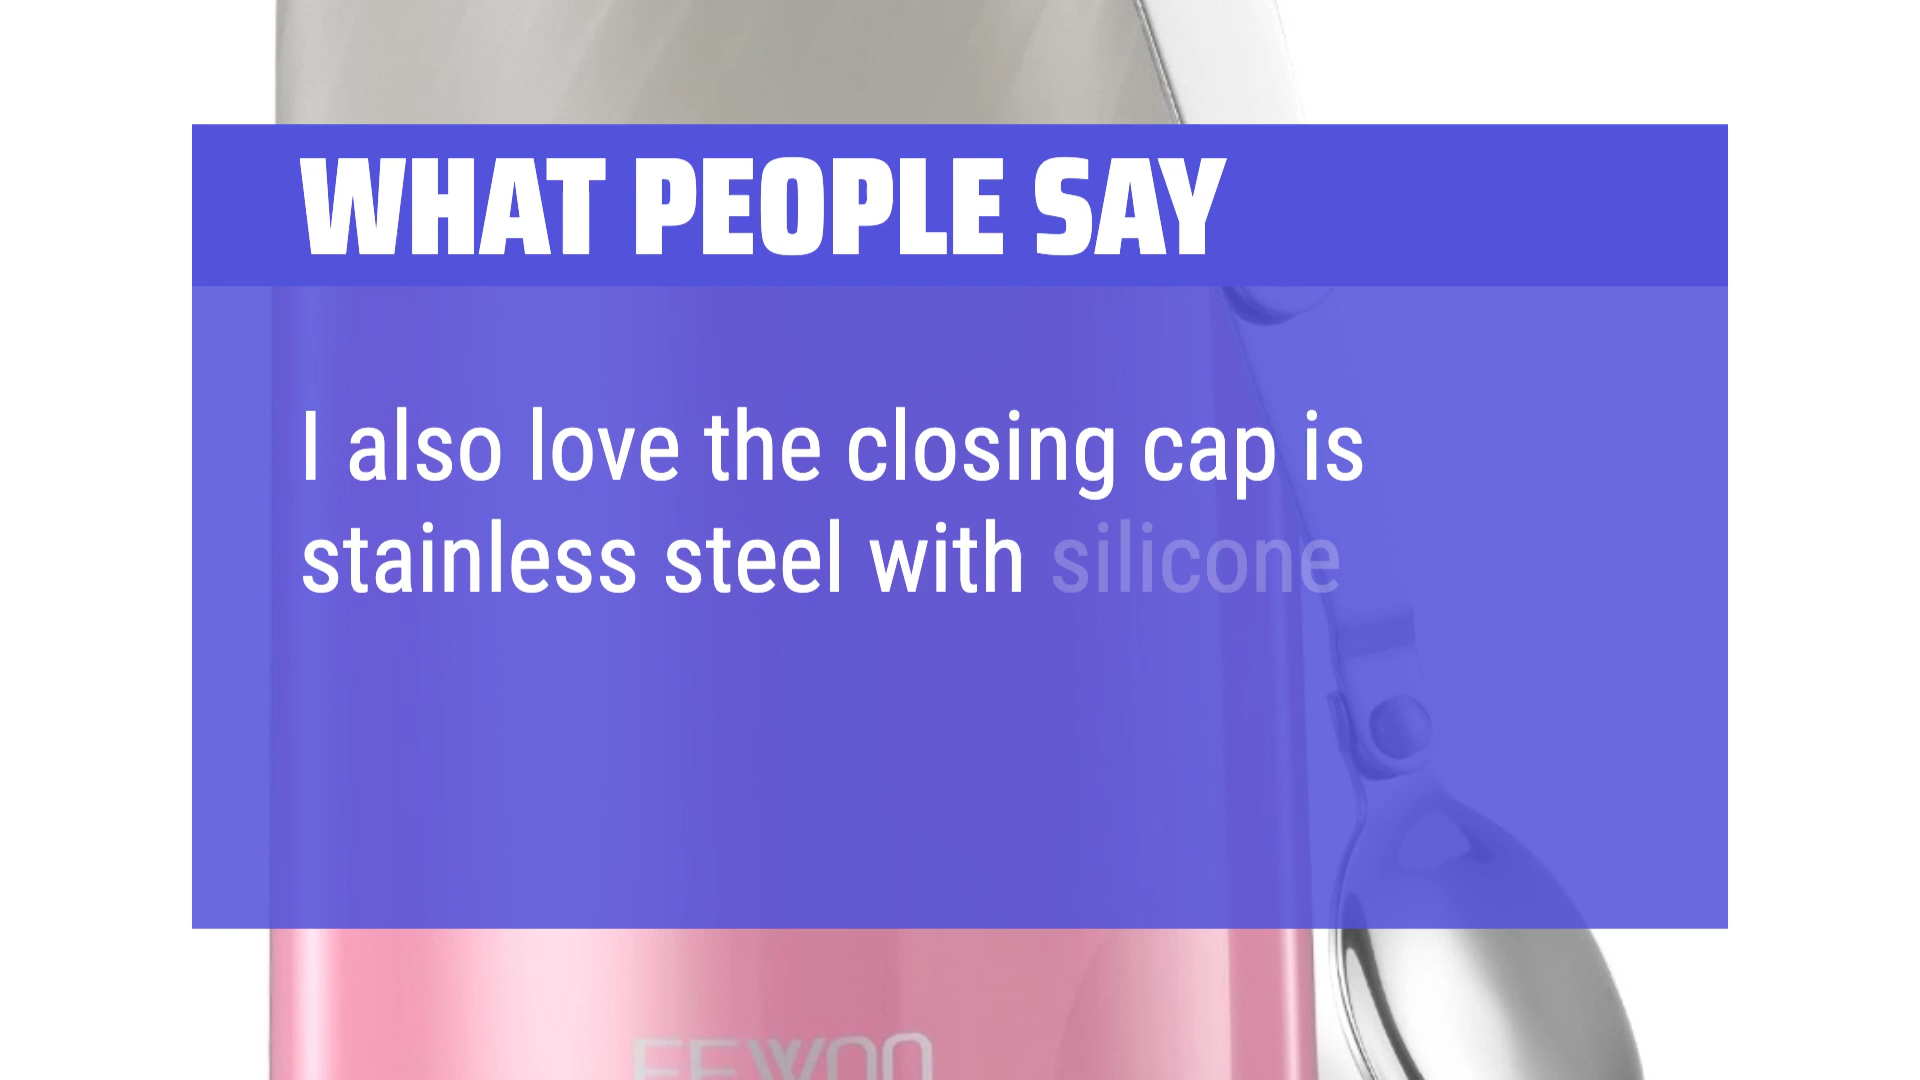 WHAT PEOPLE SAY
I also love the closing cap is
stainless steel with silicone